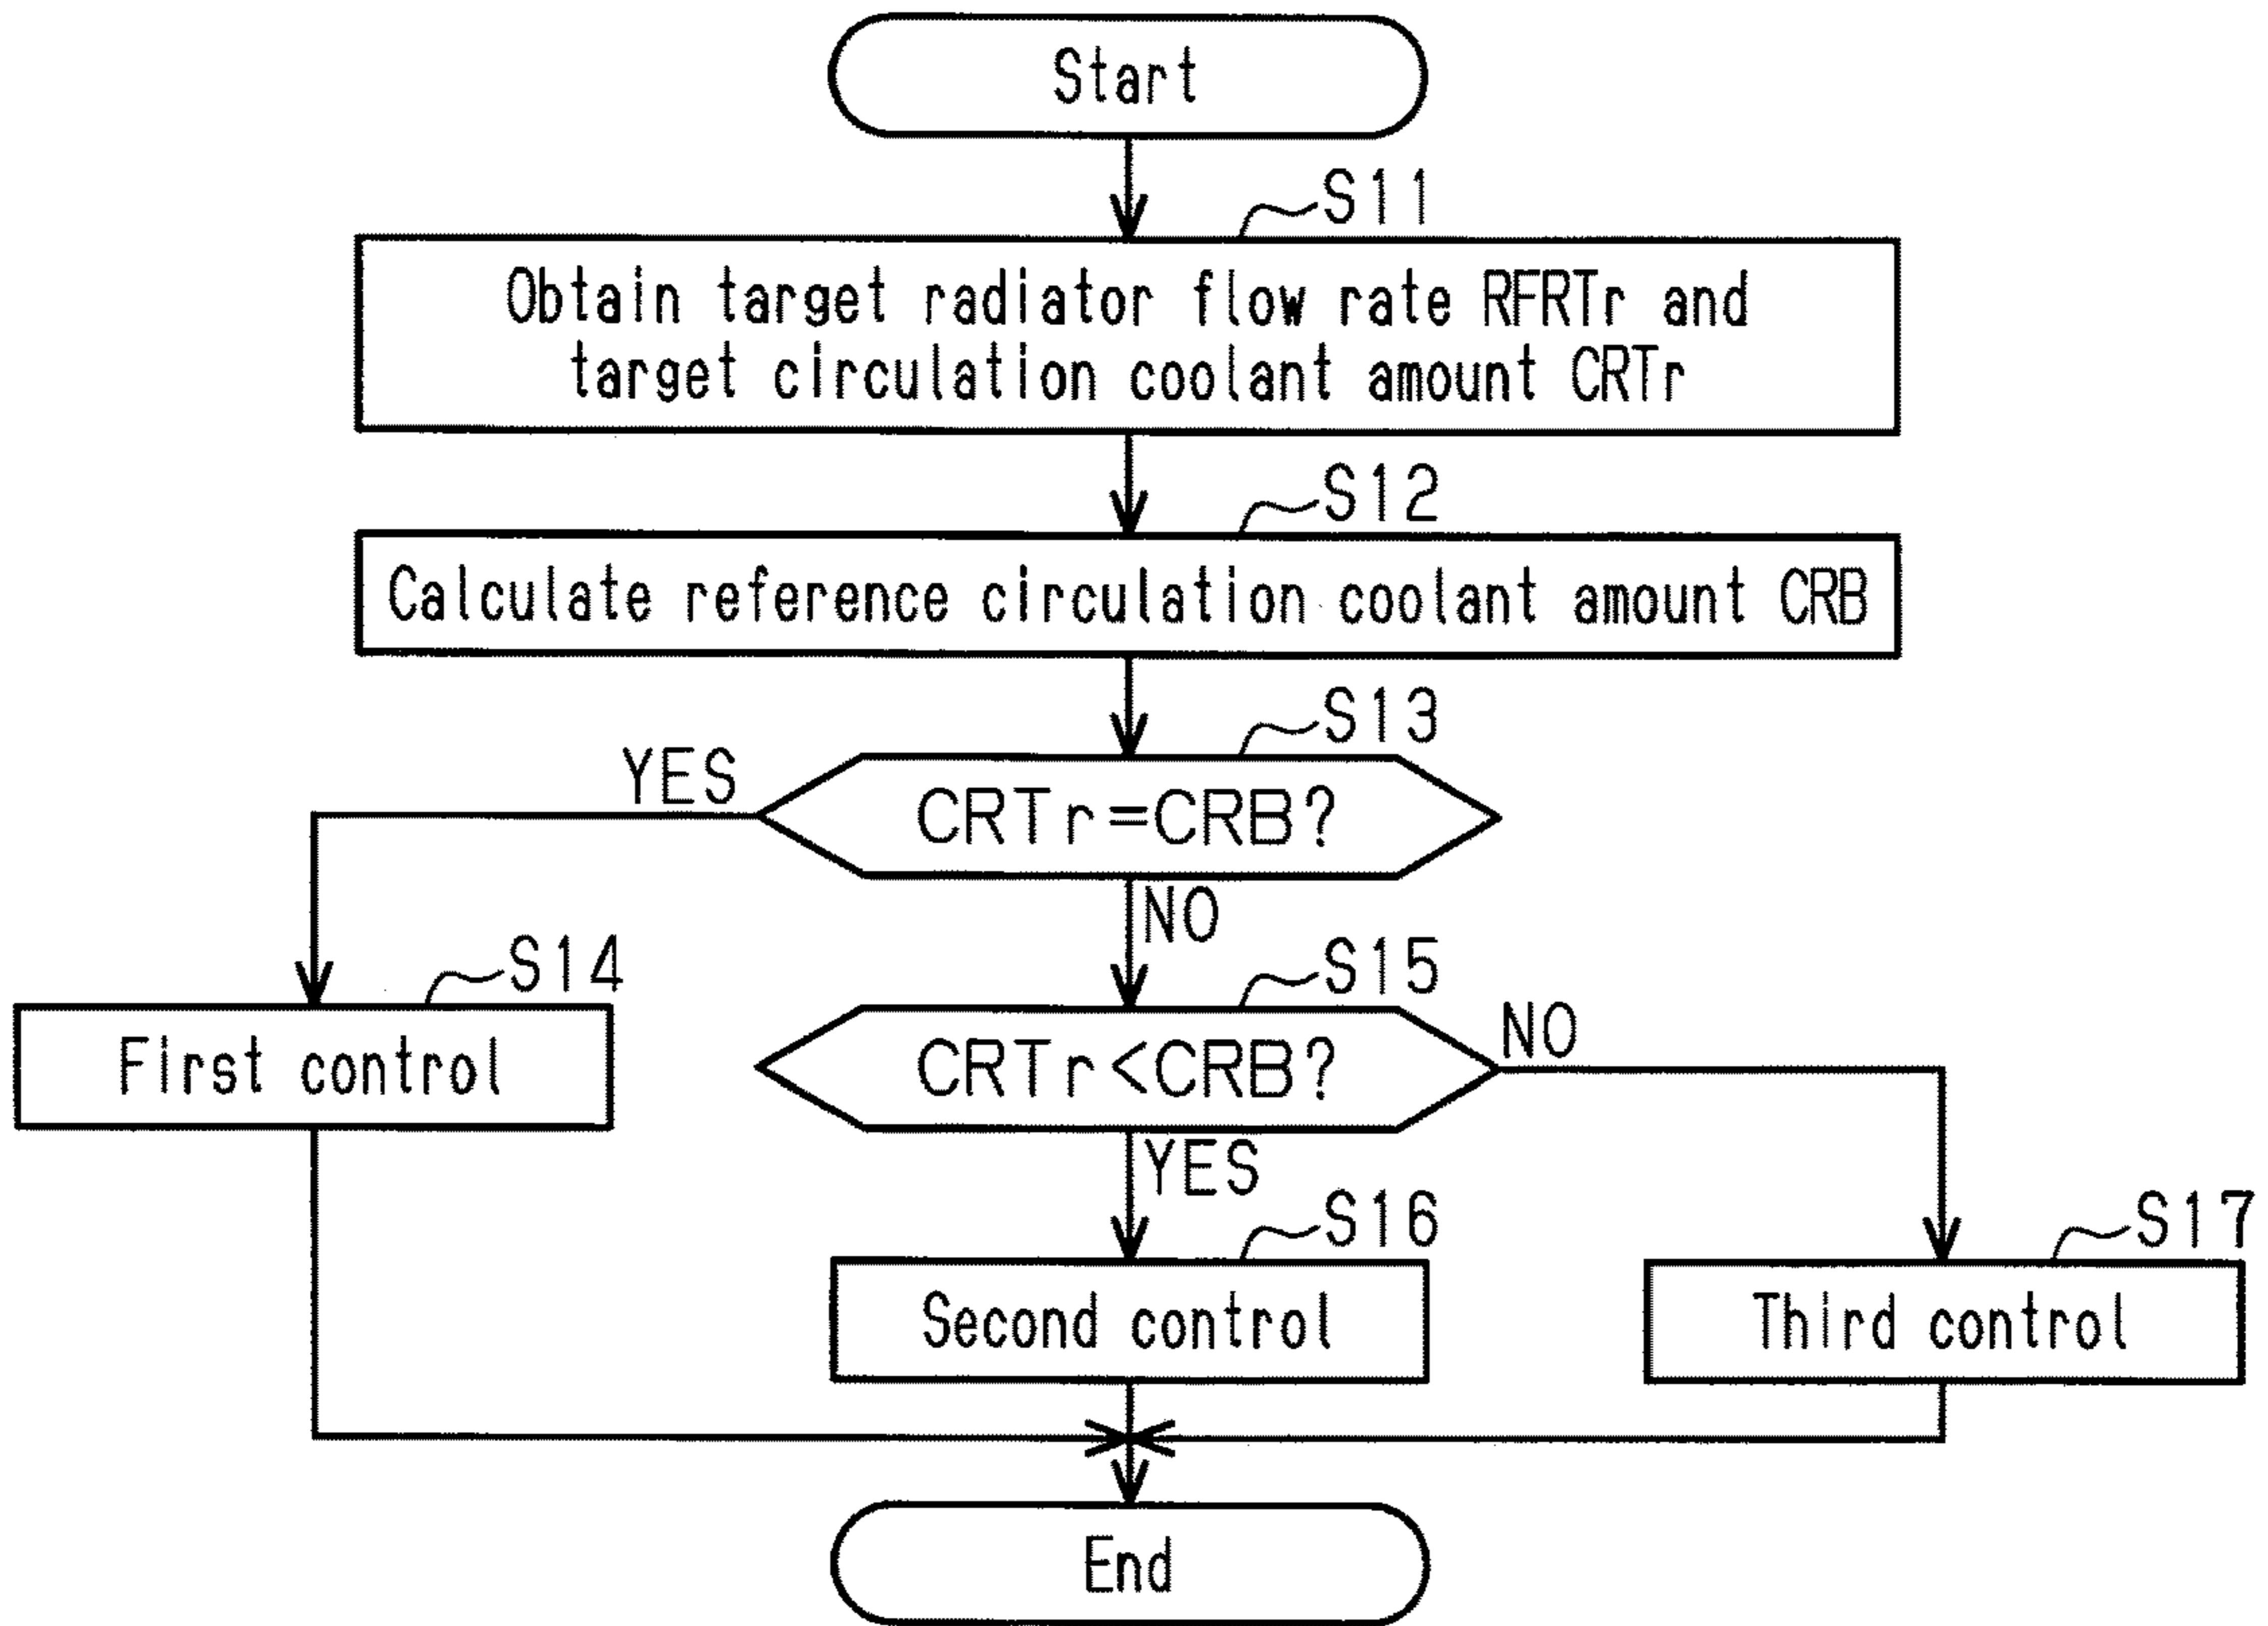 Start
S11
Obtain target radiator flow rate RFRTr and
target circulation coolant amount CRTr
S12
Calculate reference circulation coolant amount CRB
S13
YES
CRTr=CRB?
NO
S14
S15
First control
CRTr<CRB?
NO
YES
S16
S17
Second control
Third control
End